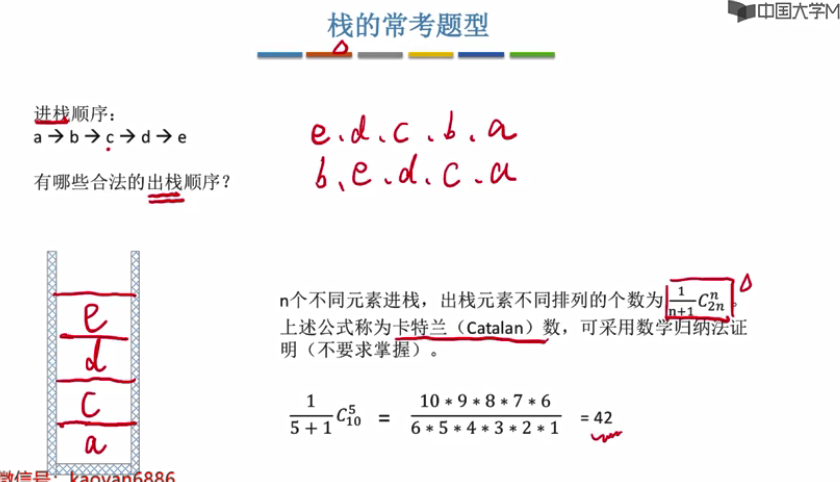 中国大学M
栈的常考题型
进栈顺序：
a → b → c → d → e
e、d、c、b、a
b、e、d、c、a
有哪些合法的出栈顺序？
e
d
c
a
n个不同元素进栈，出栈元素不同排列的个数为 \frac{1}{n+1}C_{2n}^{n}。
上述公式称为卡特兰（Catalan）数，可采用数学归纳法证
明（不要求掌握）。
\frac{1}{5+1}C_{10}^{5} = \frac{10*9*8*7*6}{6*5*4*3*2*1} = 42
微信号：kaoyan6886